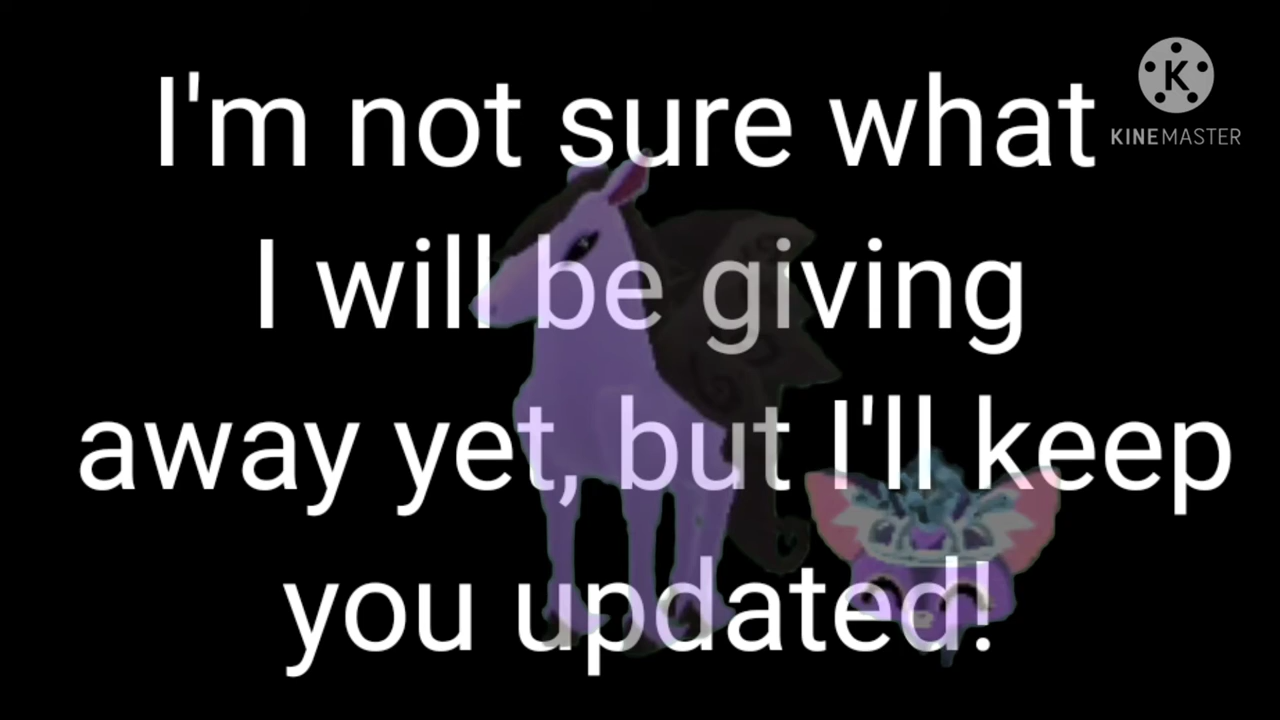 I'm not sure what
I will be giving
away yet, but I'll keep
you updated!
K
KINEMASTER